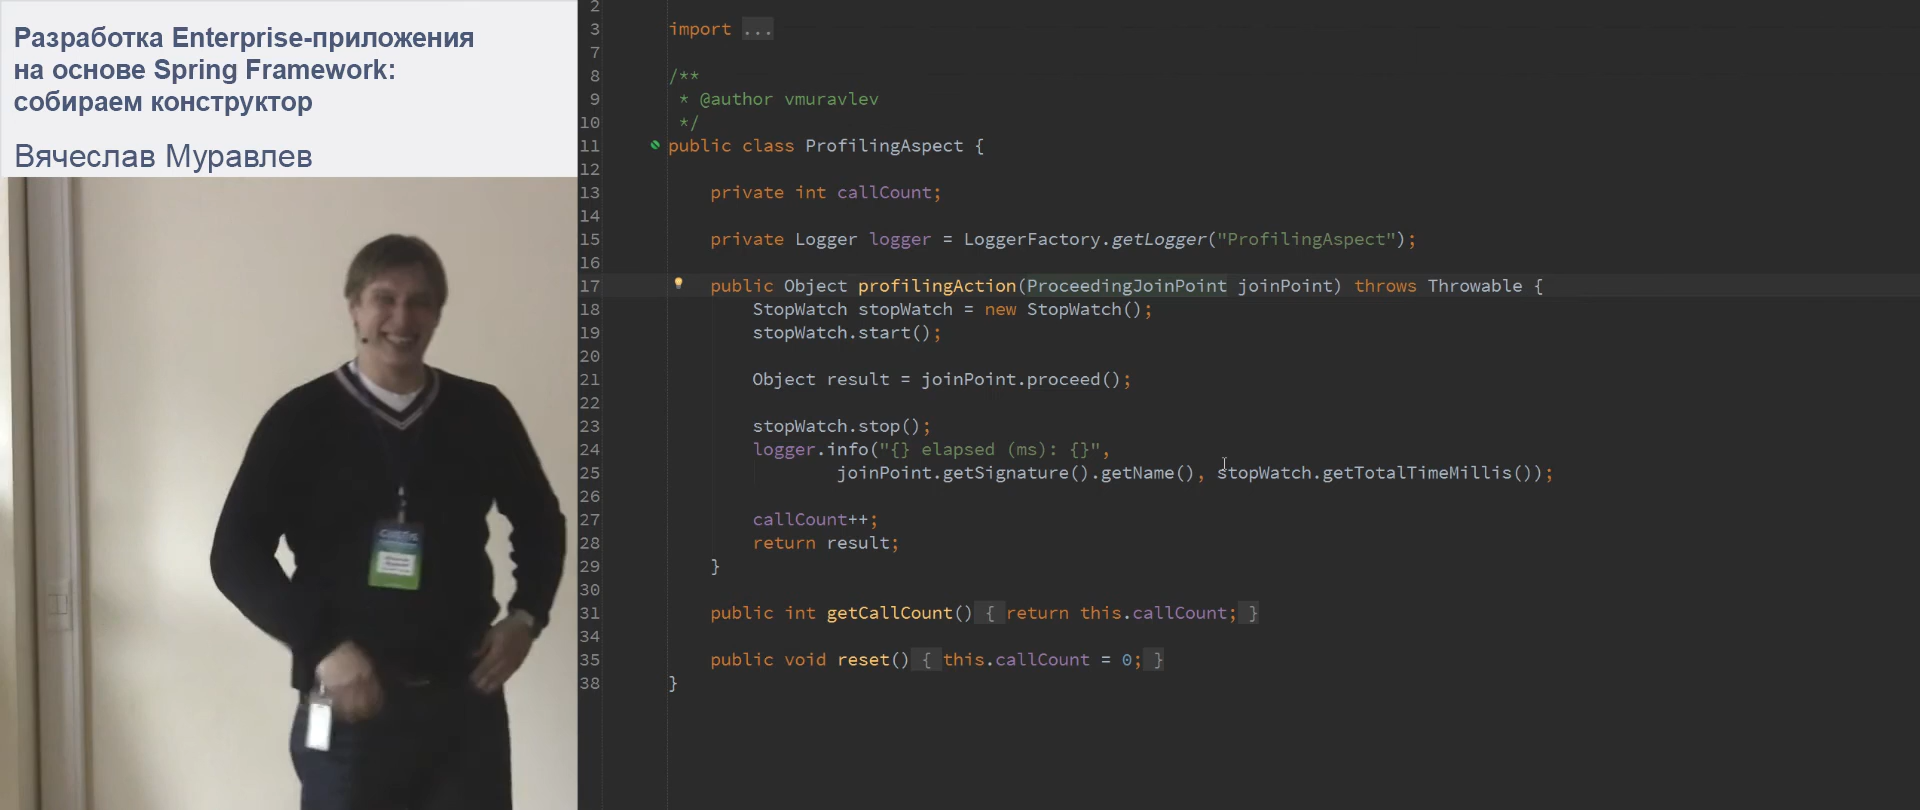 Разработка Enterprise-приложения
на основе Spring Framework:
собираем конструктор
Вячеслав Муравлев
2
3 import ...
7
8 /**
9 * @author vmuravlev
10 */
11 public class ProfilingAspect {
12
13 private int callCount;
14
15 private Logger logger = LoggerFactory.getLogger("ProfilingAspect");
16
17 public Object profilingAction(ProceedingJoinPoint joinPoint) throws Throwable {
18 StopWatch stopWatch = new StopWatch();
19 stopWatch.start();
20
21 Object result = joinPoint.proceed();
22
23 stopWatch.stop();
24 logger.info("{} elapsed (ms): {}",
25 joinPoint.getSignature().getName(), stopWatch.getTotalTimeMillis());
26
27 callCount++;
28 return result;
29 }
30
31 public int getCallCount() { return this.callCount; }
34
35 public void reset() { this.callCount = 0; }
38 }